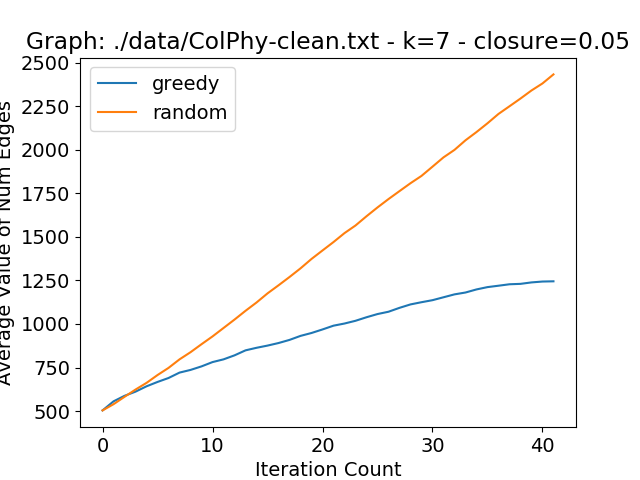 Graph: ./data/ColPhy-clean.txt - k=7 - closure=0.05
greedy
random
2500
2250
2000
1750
1500
1250
1000
750
500
Average Value of Num Edges
0 10 20 30 40
Iteration Count